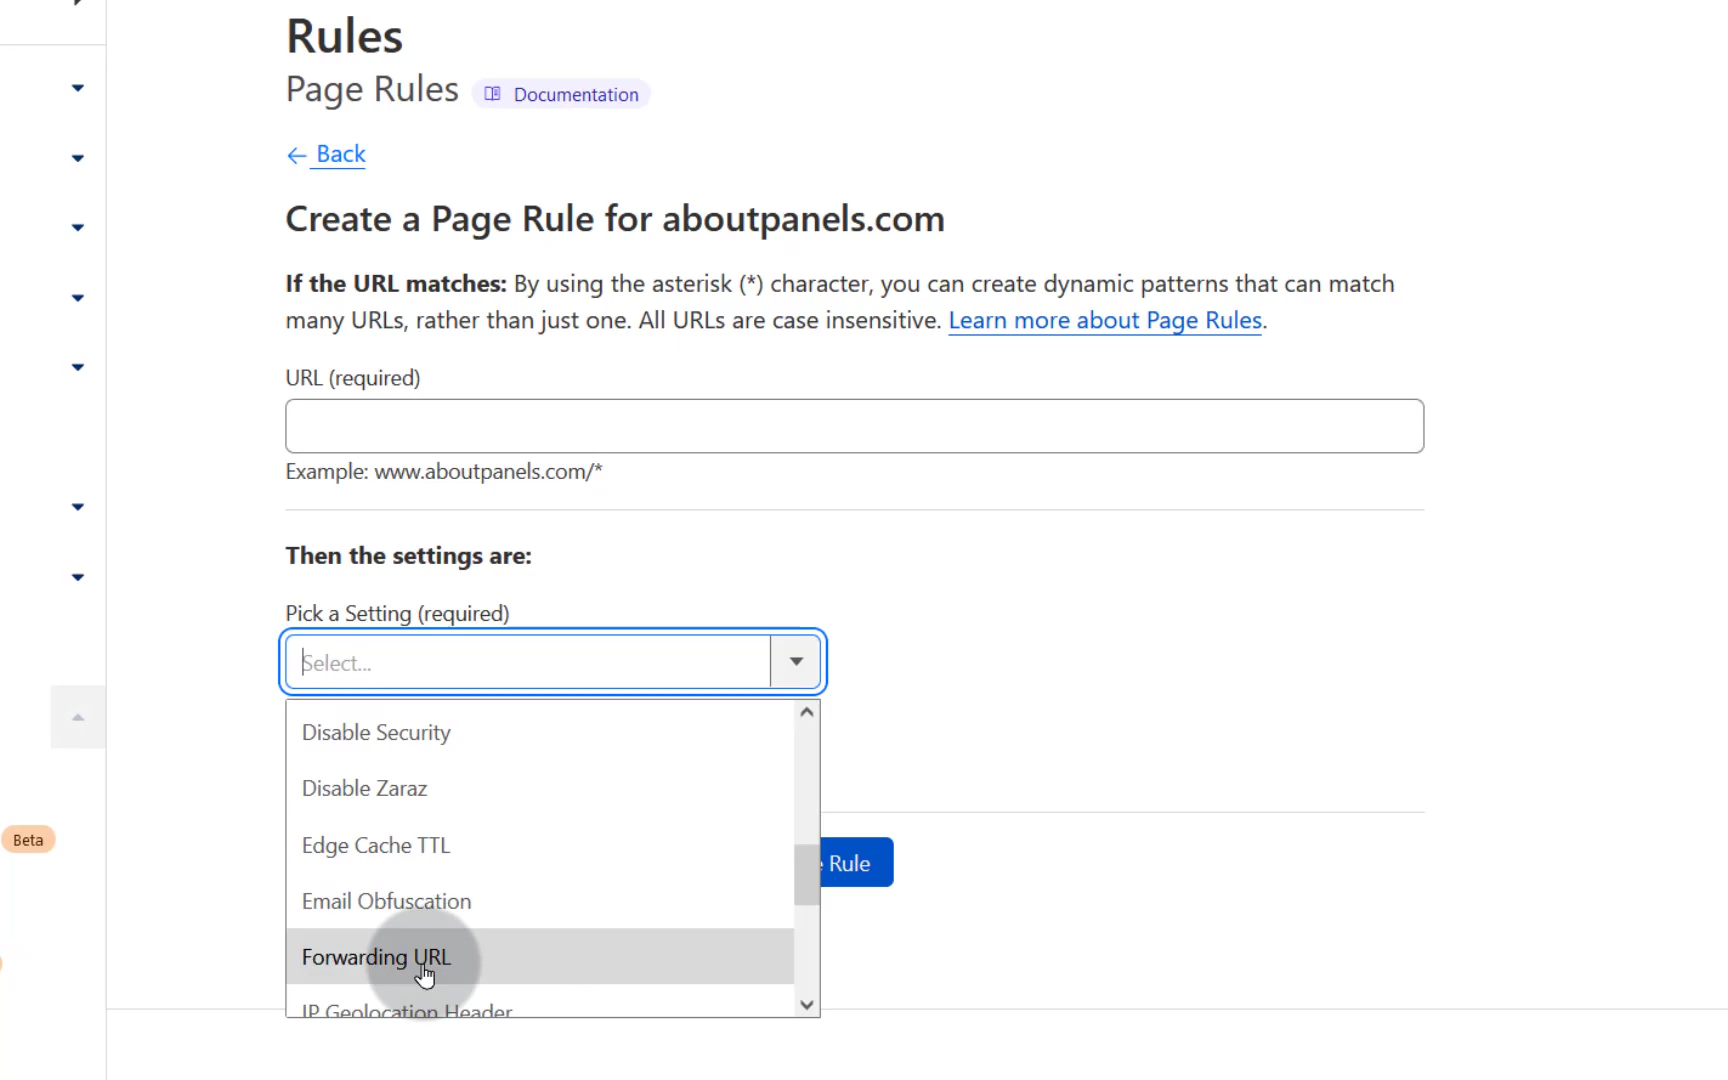 Rules
Page Rules
Documentation
← Back
Create a Page Rule for aboutpanels.com
If the URL matches: By using the asterisk (*) character, you can create dynamic patterns that can match
many URLs, rather than just one. All URLs are case insensitive. Learn more about Page Rules.
URL (required)
Example: www.aboutpanels.com/*
Then the settings are:
Pick a Setting (required)
Select...
Disable Security
Disable Zaraz
Edge Cache TTL
Beta
Rule
Email Obfuscation
Forwarding URL
IP Geolocation Header